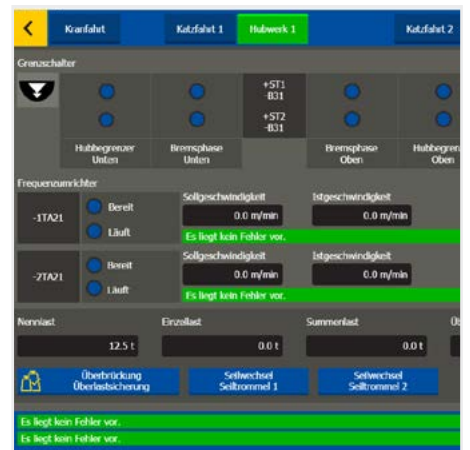 Kranfahrt
Katzfahrt 1
Hubwerk 1
Katzfahrt 2
Grenzschalter
+ST1
-B31
+ST2
-B31
Hubbegrenzer
Unten
Bremsphase
Unten
Bremsphase
Oben
Hubbegren
Oben
Frequenzumrichter
-1TA21
Bereit
Läuft
Sollgeschwindigkeit
Istgeschwindigkeit
0.0 m/min
0.0 m/min
Es liegt kein Fehler vor.
-2TA21
Bereit
Läuft
Sollgeschwindigkeit
Istgeschwindigkeit
0.0 m/min
0.0 m/min
Es liegt kein Fehler vor.
Nennlast
Einzellast
Summenlast
12.5 t
0.0 t
0.0 t
Überbrückung
Überlastsicherung
Seilwechsel
Seiltrommel 1
Seilwechsel
Seiltrommel 2
Es liegt kein Fehler vor.
Es liegt kein Fehler vor.